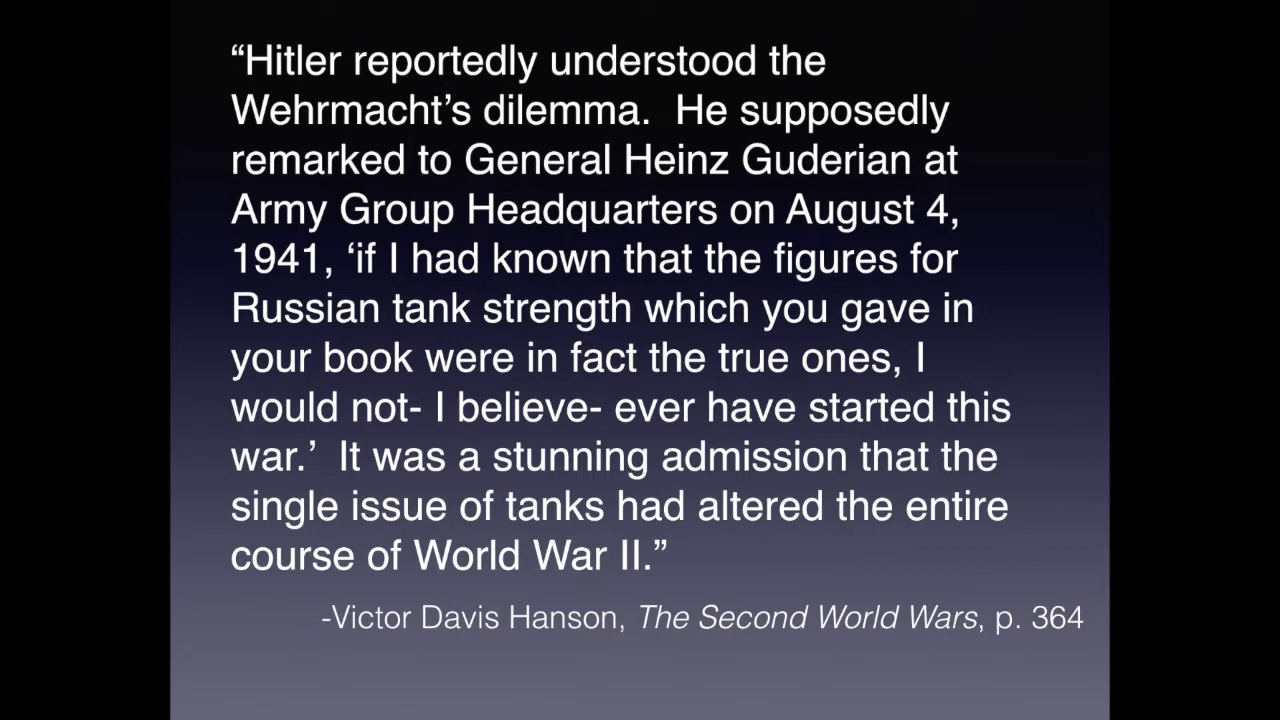 “Hitler reportedly understood the
Wehrmacht’s dilemma.  He supposedly
remarked to General Heinz Guderian at
Army Group Headquarters on August 4,
1941, ‘if I had known that the figures for
Russian tank strength which you gave in
your book were in fact the true ones, I
would not- I believe- ever have started this
war.’  It was a stunning admission that the
single issue of tanks had altered the entire
course of World War II.”
-Victor Davis Hanson, The Second World Wars, p. 364